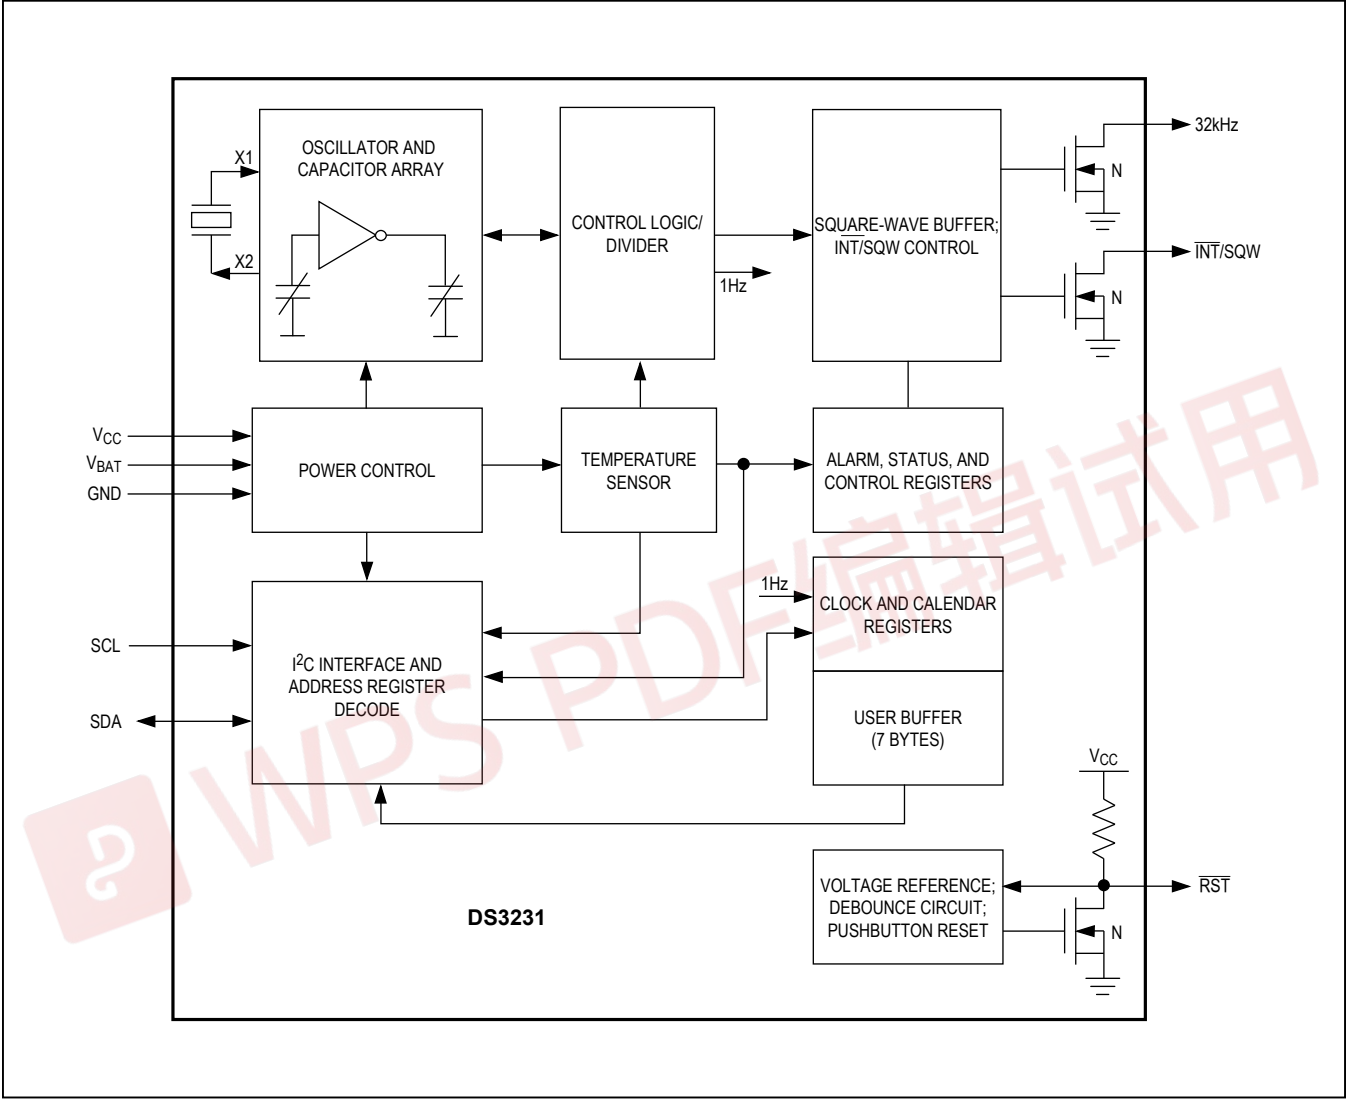 OSCILLATOR AND
CAPACITOR ARRAY
X1
X2
CONTROL LOGIC/
DIVIDER
1Hz
SQUARE-WAVE BUFFER;
INT/SQW CONTROL
N
32kHz
N
INT/SQW
VCC
VBAT
GND
POWER CONTROL
TEMPERATURE
SENSOR
ALARM, STATUS, AND
CONTROL REGISTERS
1Hz
CLOCK AND CALENDAR
REGISTERS
SCL
SDA
I²C INTERFACE AND
ADDRESS REGISTER
DECODE
USER BUFFER
(7 BYTES)
VCC
VOLTAGE REFERENCE;
DEBOUNCE CIRCUIT;
PUSHBUTTON RESET
RST
N
DS3231
WPS PDF编辑试用